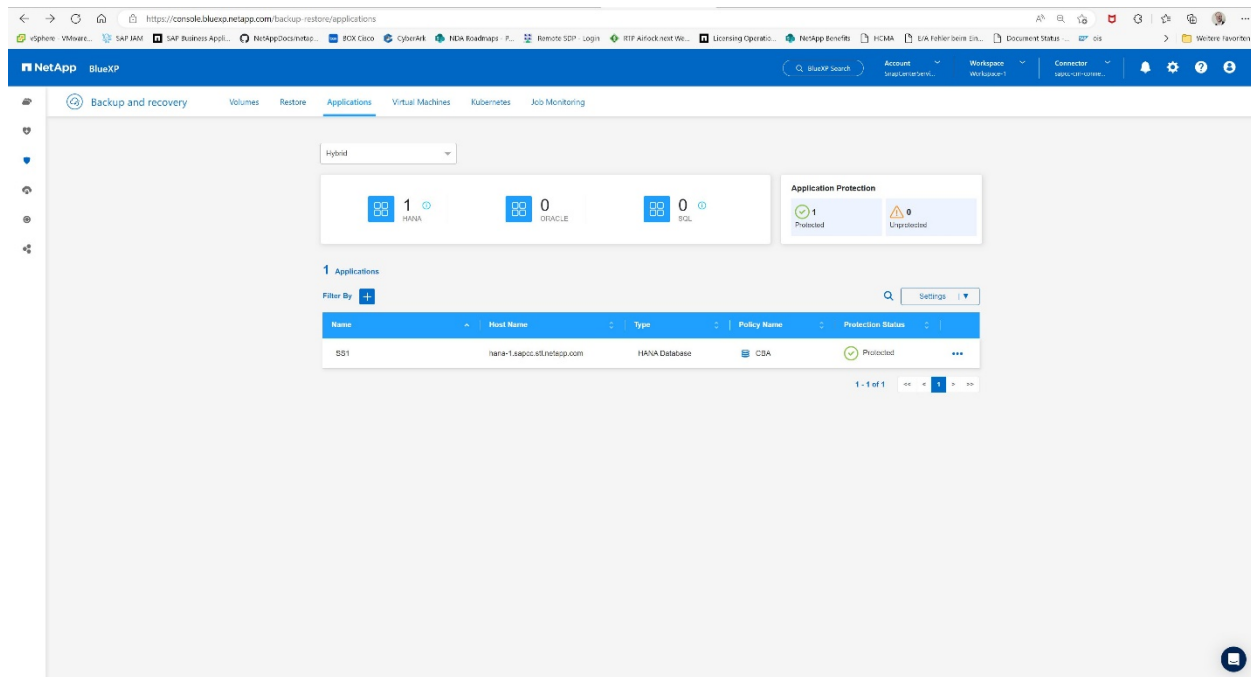 https://console.bluexp.netapp.com/backup-restore/applications
vSphere - VMware... SAP JAM SAP Business Appli... NetAppDocs/netap... BOX Cisco CyberArk NDA Roadmaps - P... Remote SDP - Login RTP Airlock:next We... Licensing Operatio... NetApp Benefits HCMA E/A Fehler beim Ein... Document Status -... ois Weitere Favoriten
NetApp BlueXP BlueXP Search Account Workspace Connector
SnapCenterServi... Workspace-1 sapcc-cm-conne...
Backup and recovery Volumes Restore Applications Virtual Machines Kubernetes Job Monitoring
Hybrid
Application Protection
1 HANA 0 ORACLE 0 SQL
1 Protected 0 Unprotected
1 Applications
Filter By Settings
Name Host Name Type Policy Name Protection Status
SS1 hana-1.sapcc.stl.netapp.com HANA Database CBA Protected
1 - 1 of 1 << < 1 > >>